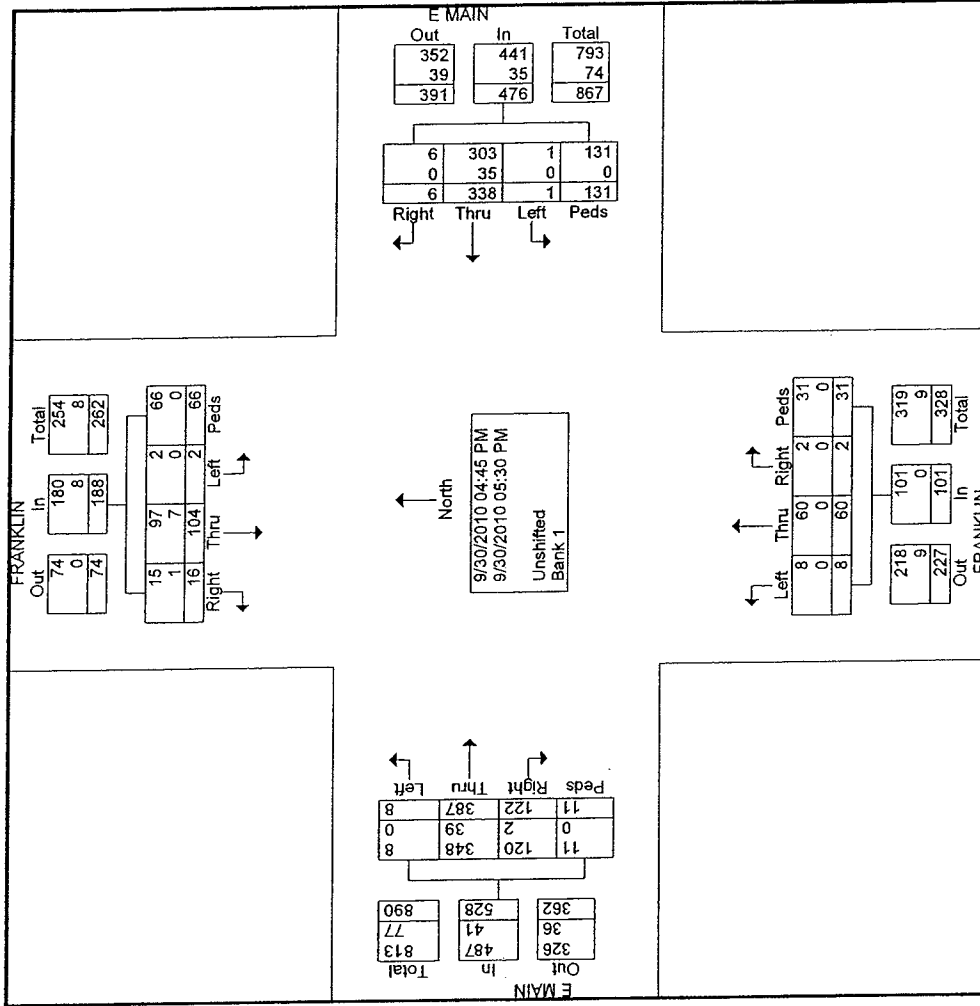 E MAIN
Out In Total
352 441 793
39 35 74
391 476 867
6 303 1 131
0 35 0 0
6 338 1 131
Right Thru Left Peds
FRANKLIN
Out In Total
74 180 254
0 8 8
74 188 262
15 97 2 66
1 7 0 0
16 104 2 66
Right Thru Left Peds
North
9/30/2010 04:45 PM
9/30/2010 05:30 PM
Unshifted
Bank 1
Left Thru Right Peds
8 60 2 31
0 0 0 0
8 60 2 31
218 101 319
9 0 9
227 101 328
Out In Total
FRANKLIN
Left Thru Right Peds
8 387 122 11
0 39 2 0
8 348 120 11
890 528 362
77 41 36
813 487 326
Total In Out
E MAIN